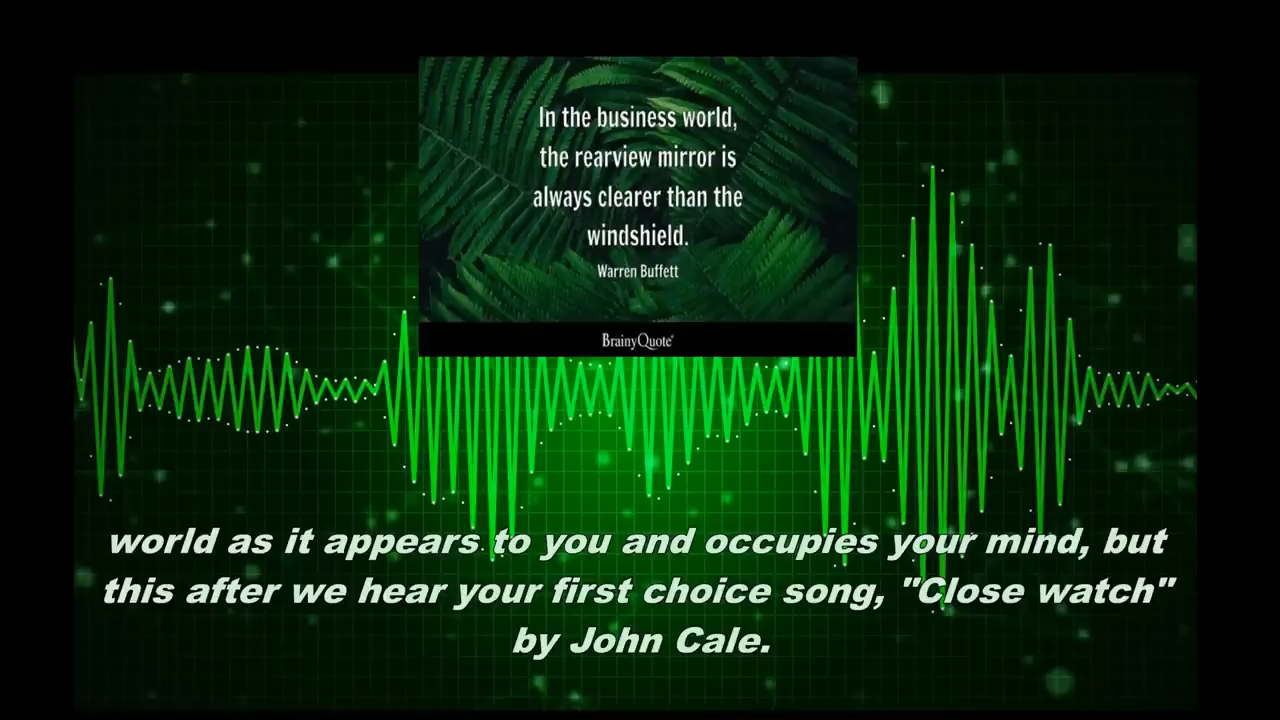 In the business world,
the rearview mirror is
always clearer than the
windshield.
Warren Buffett
BrainyQuote®
world as it appears to you and occupies your mind, but
this after we hear your first choice song, "Close watch"
by John Cale.